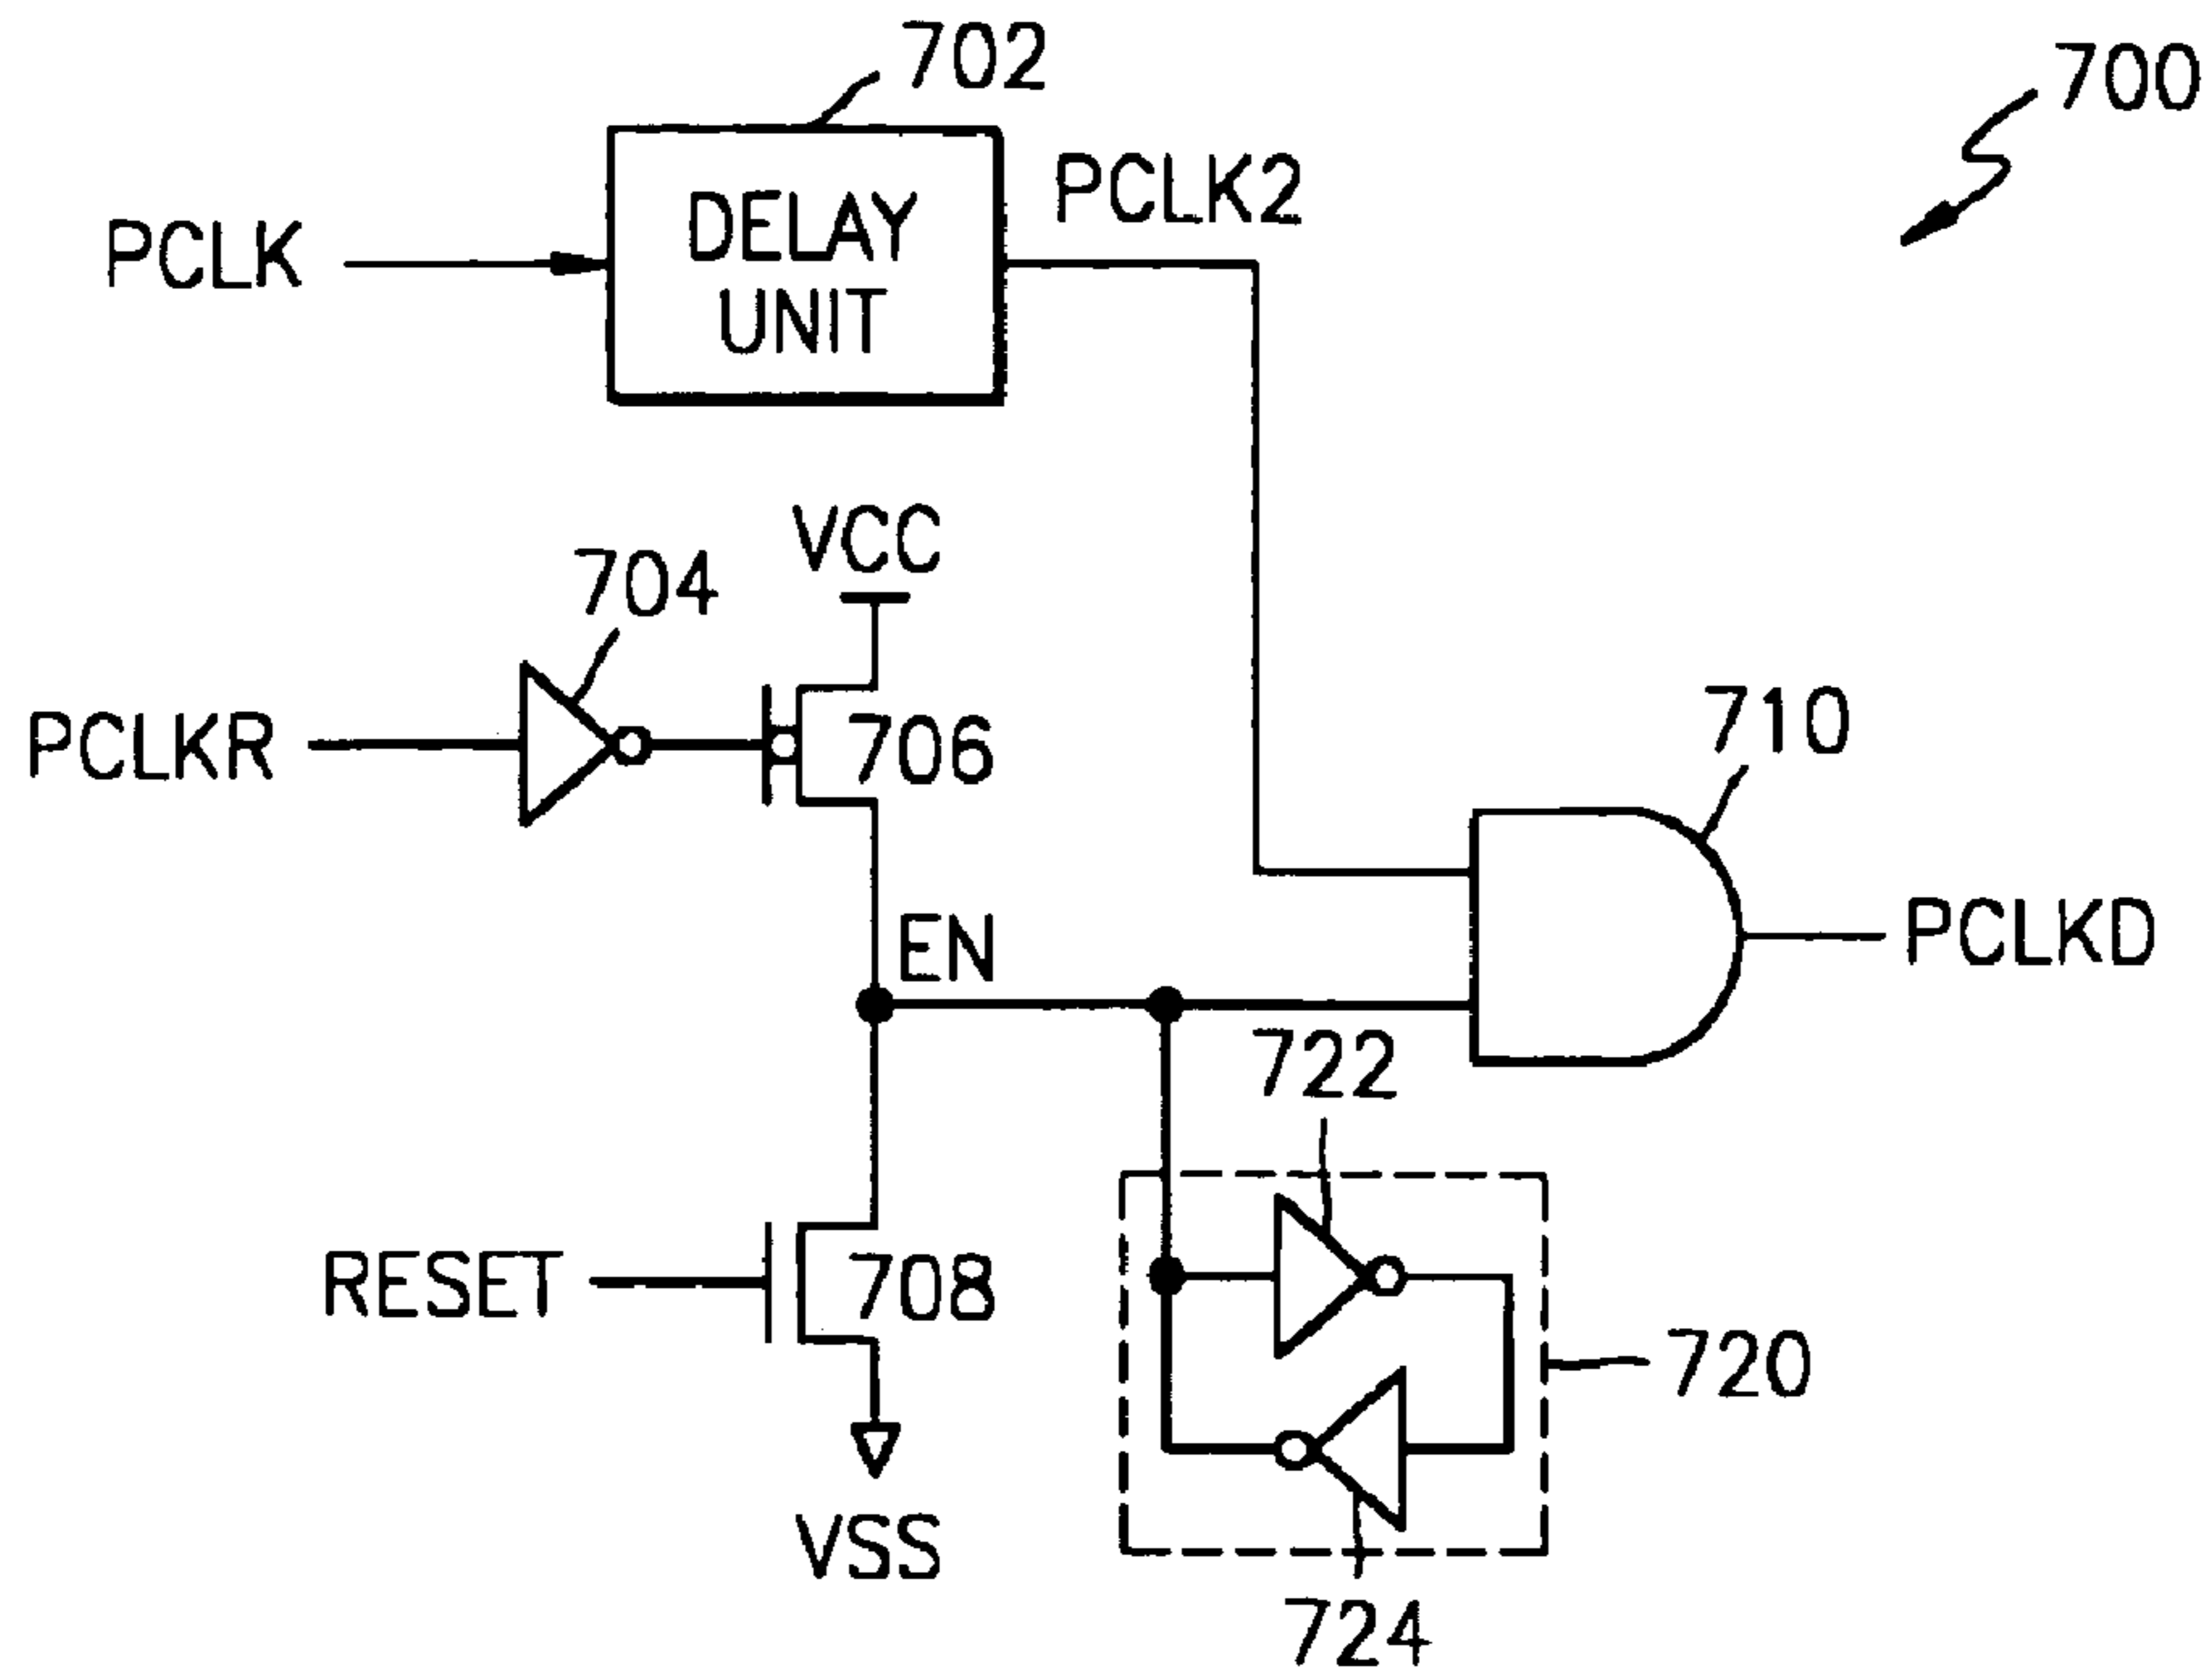 702
700
PCLK
DELAY
UNIT
PCLK2
VCC
704
PCLKR
706
710
EN
PCLKD
722
RESET
708
720
VSS
724